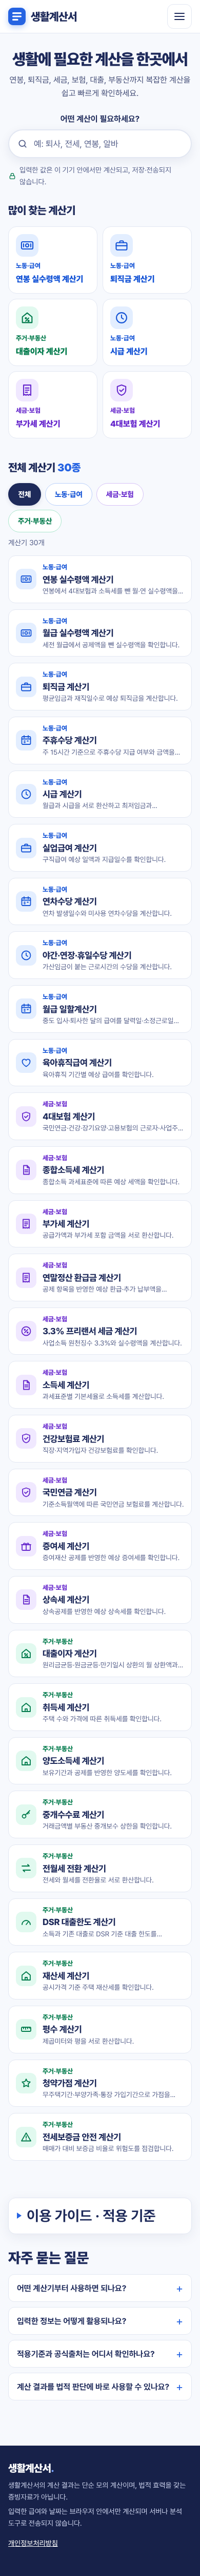 생활계산서
생활에 필요한 계산을 한곳에서
연봉, 퇴직금, 세금, 보험, 대출, 부동산까지 복잡한 계산을
쉽고 빠르게 확인하세요.
어떤 계산이 필요하세요?
예: 퇴사, 전세, 연봉, 알바
입력한 값은 이 기기 안에서만 계산되고, 저장·전송되지
않습니다.
많이 찾는 계산기
노동·급여
연봉 실수령액 계산기
노동·급여
퇴직금 계산기
주거·부동산
대출이자 계산기
노동·급여
시급 계산기
세금·보험
부가세 계산기
세금·보험
4대보험 계산기
전체 계산기 30종
전체
노동·급여
세금·보험
주거·부동산
계산기 30개
노동·급여
연봉 실수령액 계산기
연봉에서 4대보험과 소득세를 뺀 월·연 실수령액을...
노동·급여
월급 실수령액 계산기
세전 월급에서 공제액을 뺀 실수령액을 확인합니다.
노동·급여
퇴직금 계산기
평균임금과 재직일수로 예상 퇴직금을 계산합니다.
노동·급여
주휴수당 계산기
주 15시간 기준으로 주휴수당 지급 여부와 금액을...
노동·급여
시급 계산기
월급과 시급을 서로 환산하고 최저임금과...
노동·급여
실업급여 계산기
구직급여 예상 일액과 지급일수를 확인합니다.
노동·급여
연차수당 계산기
연차 발생일수와 미사용 연차수당을 계산합니다.
노동·급여
야간·연장·휴일수당 계산기
가산임금이 붙는 근로시간의 수당을 계산합니다.
노동·급여
월급 일할계산기
중도 입사·퇴사한 달의 급여를 달력일·소정근로일...
노동·급여
육아휴직급여 계산기
육아휴직 기간별 예상 급여를 확인합니다.
세금·보험
4대보험 계산기
국민연금·건강·장기요양·고용보험의 근로자·사업주...
세금·보험
종합소득세 계산기
종합소득 과세표준에 따른 예상 세액을 확인합니다.
세금·보험
부가세 계산기
공급가액과 부가세 포함 금액을 서로 환산합니다.
세금·보험
연말정산 환급금 계산기
공제 항목을 반영한 예상 환급·추가 납부액을...
세금·보험
3.3% 프리랜서 세금 계산기
사업소득 원천징수 3.3%와 실수령액을 계산합니다.
세금·보험
소득세 계산기
과세표준별 기본세율로 소득세를 계산합니다.
세금·보험
건강보험료 계산기
직장·지역가입자 건강보험료를 확인합니다.
세금·보험
국민연금 계산기
기준소득월액에 따른 국민연금 보험료를 계산합니다.
세금·보험
증여세 계산기
증여재산 공제를 반영한 예상 증여세를 확인합니다.
세금·보험
상속세 계산기
상속공제를 반영한 예상 상속세를 확인합니다.
주거·부동산
대출이자 계산기
원리금균등·원금균등·만기일시 상환의 월 상환액과...
주거·부동산
취득세 계산기
주택 수와 가격에 따른 취득세를 확인합니다.
주거·부동산
양도소득세 계산기
보유기간과 공제를 반영한 양도세를 확인합니다.
주거·부동산
중개수수료 계산기
거래금액별 부동산 중개보수 상한을 확인합니다.
주거·부동산
전월세 전환 계산기
전세와 월세를 전환율로 서로 환산합니다.
주거·부동산
DSR 대출한도 계산기
소득과 기존 대출로 DSR 기준 대출 한도를...
주거·부동산
재산세 계산기
공시가격 기준 주택 재산세를 확인합니다.
주거·부동산
평수 계산기
제곱미터와 평을 서로 환산합니다.
주거·부동산
청약가점 계산기
무주택기간·부양가족·통장 가입기간으로 가점을...
주거·부동산
전세보증금 안전 계산기
매매가 대비 보증금 비율로 위험도를 점검합니다.
이용 가이드 · 적용 기준
자주 묻는 질문
어떤 계산기부터 사용하면 되나요?
+
입력한 정보는 어떻게 활용되나요?
+
적용기준과 공식출처는 어디서 확인하나요?
+
계산 결과를 법적 판단에 바로 사용할 수 있나요?
+
생활계산서.
생활계산서의 계산 결과는 단순 모의 계산이며, 법적 효력을 갖는
증빙자료가 아닙니다.
입력한 급여와 날짜는 브라우저 안에서만 계산되며 서버나 분석
도구로 전송되지 않습니다.
개인정보처리방침